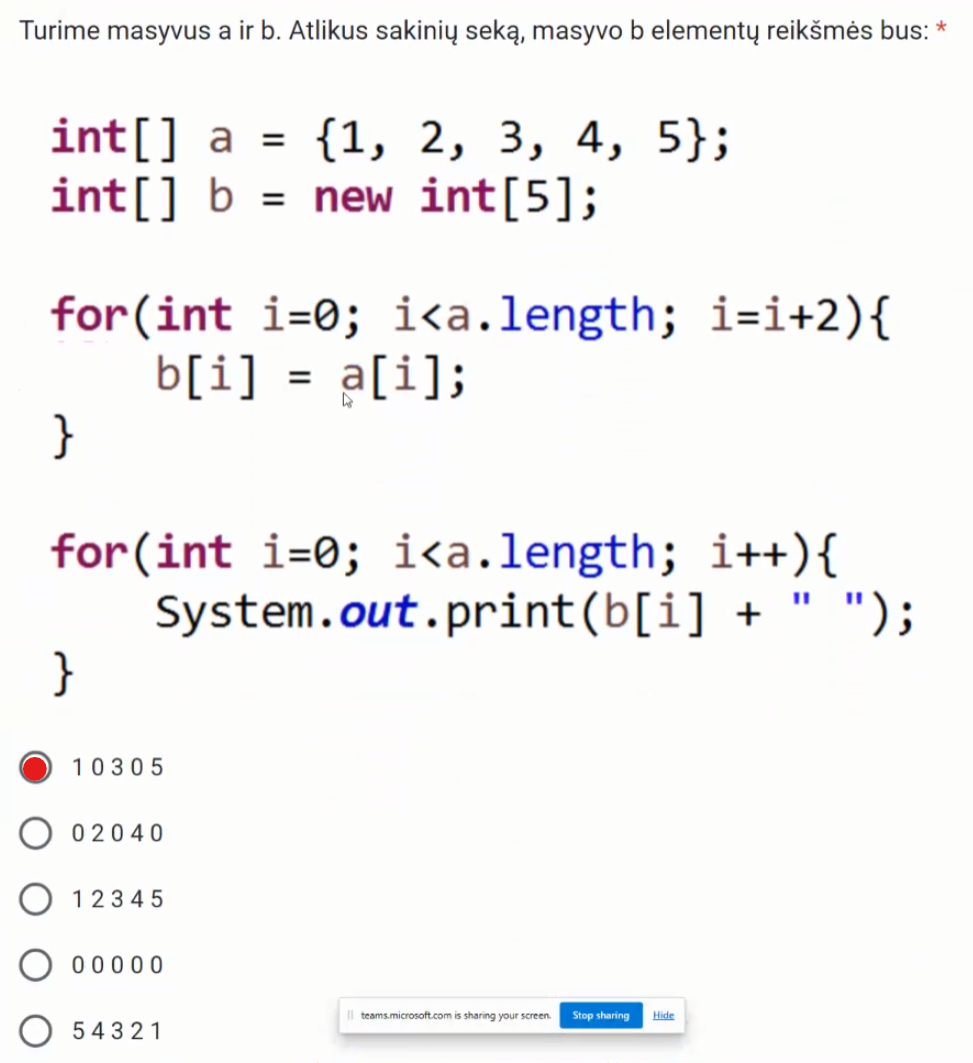 Turime masyvus a ir b. Atlikus sakinių seką, masyvo b elementų reikšmės bus: *
int[] a = {1, 2, 3, 4, 5};
int[] b = new int[5];
for(int i=0; i<a.length; i=i+2){
b[i] = a[i];
}
for(int i=0; i<a.length; i++){
System.out.print(b[i] + " ");
}
1 0 3 0 5
0 2 0 4 0
1 2 3 4 5
0 0 0 0 0
5 4 3 2 1
teams.microsoft.com is sharing your screen. Stop sharing Hide